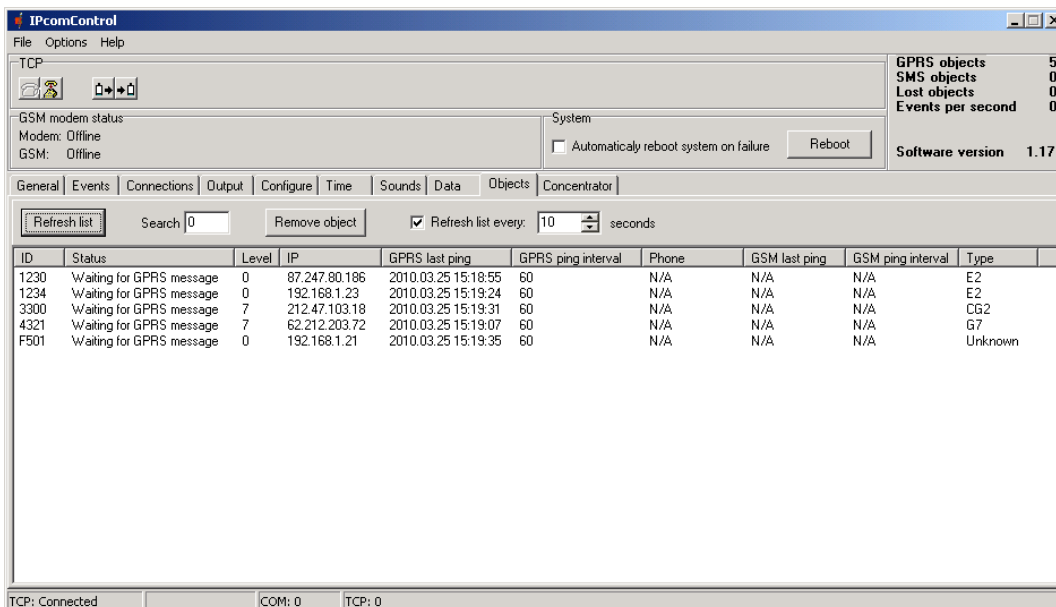 IPcomControl
File Options Help
TCP
GPRS objects 5
SMS objects 0
Lost objects 0
Events per second 0
GSM modem status
Modem: Offline
GSM: Offline
System
Automaticaly reboot system on failure
Reboot
Software version 1.17
General Events Connections Output Configure Time Sounds Data Objects Concentrator
Refresh list Search 0 Remove object Refresh list every: 10 seconds
ID Status Level IP GPRS last ping GPRS ping interval Phone GSM last ping GSM ping interval Type
1230 Waiting for GPRS message 0 87.247.80.186 2010.03.25 15:18:55 60 N/A N/A N/A E2
1234 Waiting for GPRS message 0 192.168.1.23 2010.03.25 15:19:24 60 N/A N/A N/A E2
3300 Waiting for GPRS message 7 212.47.103.18 2010.03.25 15:19:31 60 N/A N/A N/A CG2
4321 Waiting for GPRS message 7 62.212.203.72 2010.03.25 15:19:07 60 N/A N/A N/A G7
F501 Waiting for GPRS message 0 192.168.1.21 2010.03.25 15:19:35 60 N/A N/A N/A Unknown
TCP: Connected COM: 0 TCP: 0